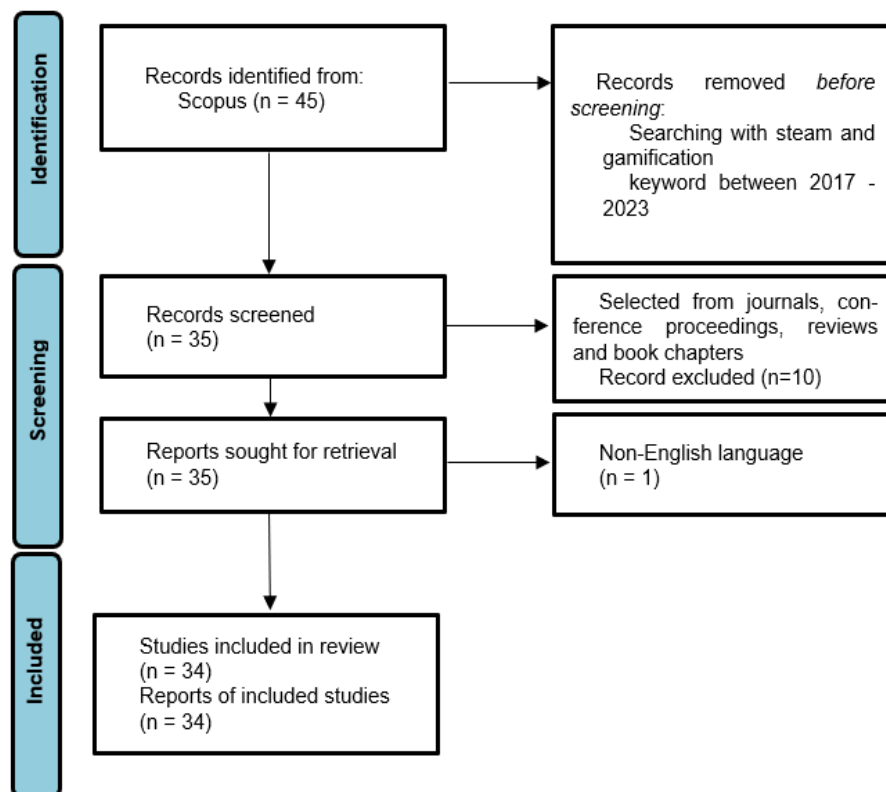 Identification
Records identified from:
Scopus (n = 45)
Records removed before
screening:
Searching with steam and
gamification
keyword between 2017 -
2023
Screening
Records screened
(n = 35)
Selected from journals, con-
ference proceedings, reviews
and book chapters
Record excluded (n=10)
Reports sought for retrieval
(n = 35)
Non-English language
(n = 1)
Included
Studies included in review
(n = 34)
Reports of included studies
(n = 34)